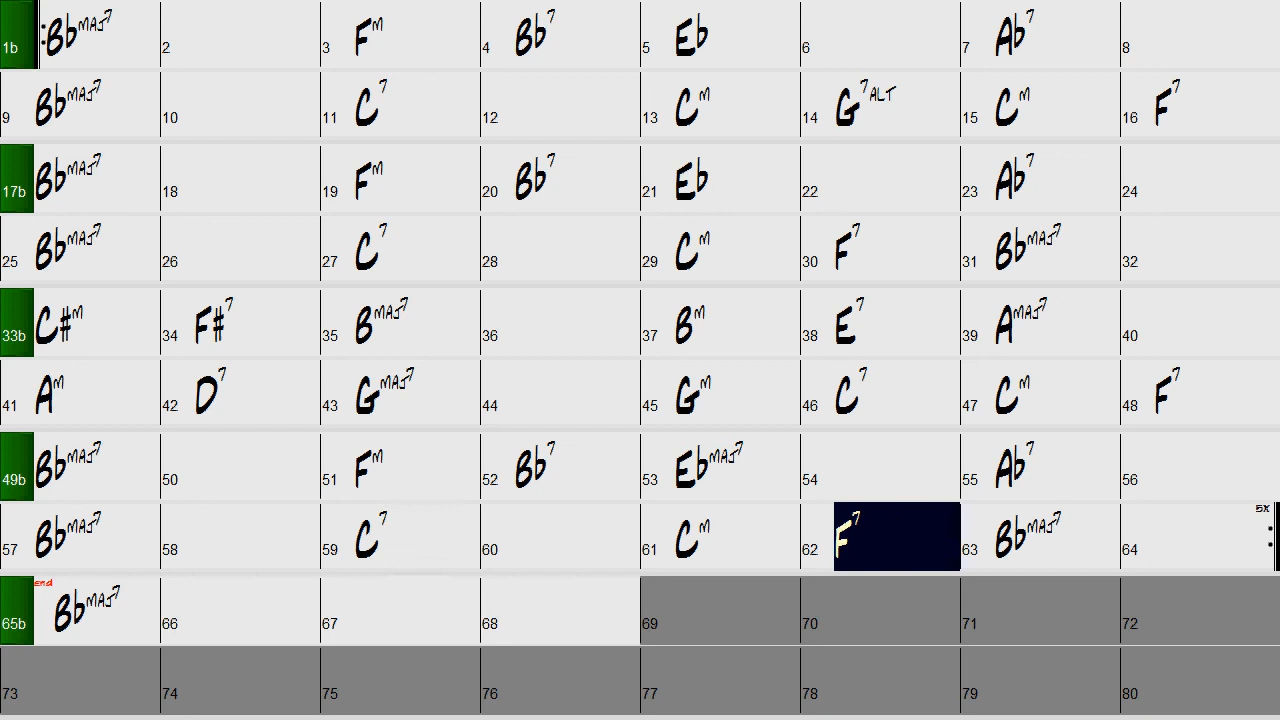 1b :BbMAJ7 2 3 FM 4 Bb7 5 Eb 6 7 Ab7 8
9 BbMAJ7 10 11 C7 12 13 CM 14 G7ALT 15 CM 16 F7
17b BbMAJ7 18 19 FM 20 Bb7 21 Eb 22 23 Ab7 24
25 BbMAJ7 26 27 C7 28 29 CM 30 F7 31 BbMAJ7 32
33b C#M 34 F#7 35 BMAJ7 36 37 BM 38 E7 39 AMAJ7 40
41 AM 42 D7 43 GMAJ7 44 45 GM 46 C7 47 CM 48 F7
49b BbMAJ7 50 51 FM 52 Bb7 53 EbMAJ7 54 55 Ab7 56
57 BbMAJ7 58 59 C7 60 61 CM 62 F7 63 BbMAJ7 64 5X :
65b End BbMAJ7 66 67 68 69 70 71 72
73 74 75 76 77 78 79 80